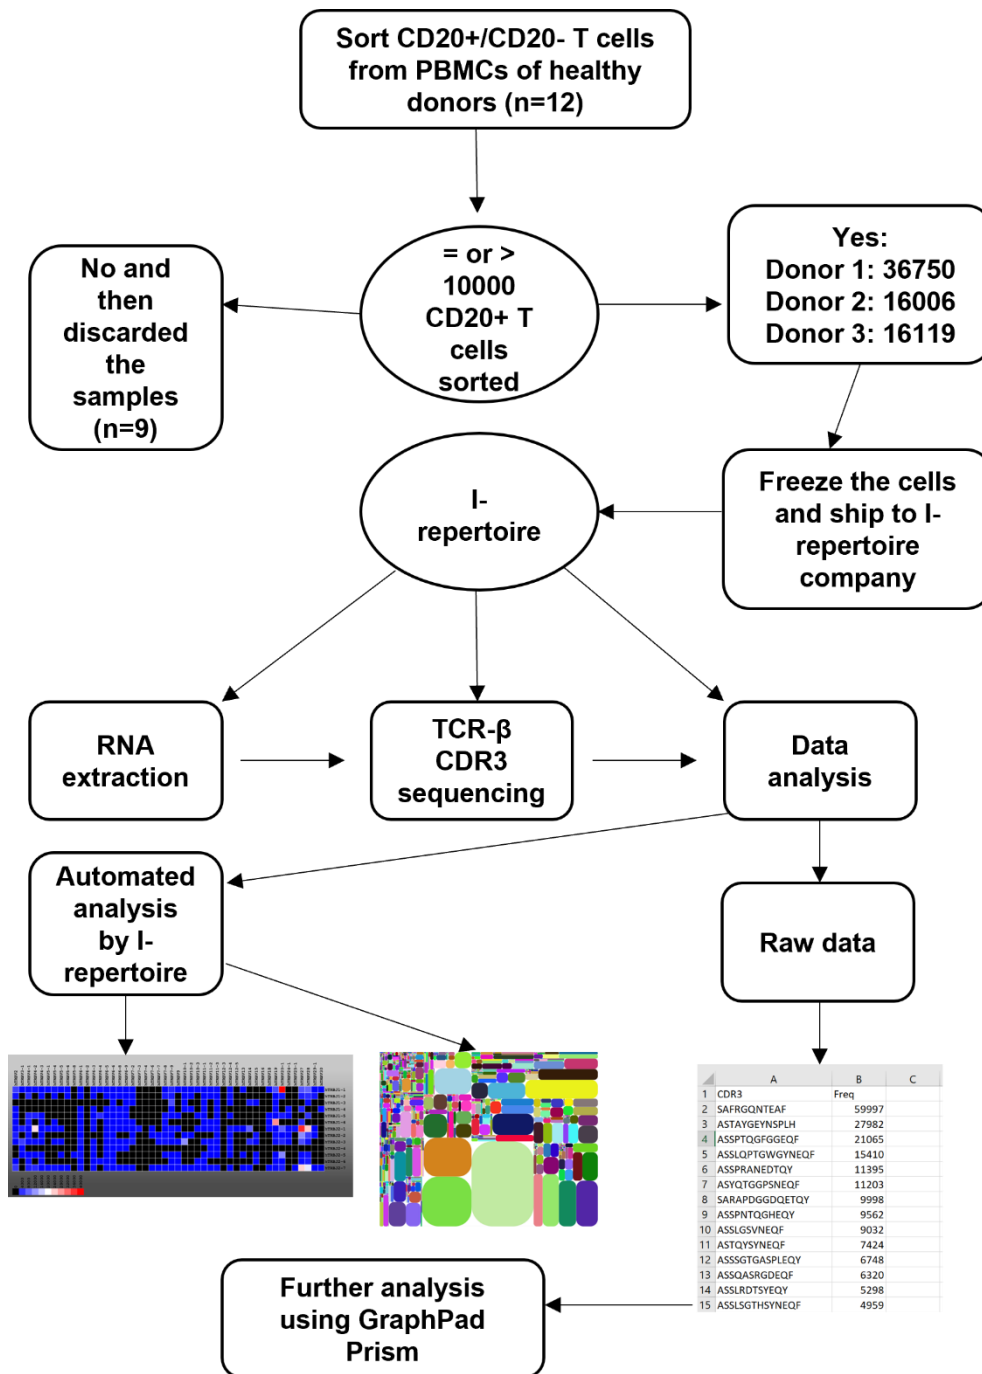 Sort CD20+/CD20- T cells
from PBMCs of healthy
donors (n=12)
= or >
10000
CD20+ T
cells
sorted
No and
then
discarded
the
samples
(n=9)
Yes:
Donor 1: 36750
Donor 2: 16006
Donor 3: 16119
Freeze the cells
and ship to I-
repertoire
company
I-
repertoire
RNA
extraction
TCR-β
CDR3
sequencing
Data
analysis
Automated
analysis
by I-
repertoire
Raw data
A B C
1 CDR3 Freq
2 SAFRGQNTEAF 59997
3 ASTAYGEYNSPLH 27982
4 ASSPTQGFGGEQF 21065
5 ASSLQPTGWGYNEQF 15410
6 ASSPRANEDTQY 11395
7 ASYQTGGPSNEQF 11203
8 SARAPDGGDQETQY 9998
9 ASSPNTQGHEQY 9562
10 ASSLGSVNEQF 9032
11 ASTQYSYNEQF 7424
12 ASSSGTGASPLEQY 6748
13 ASSQASRGDEQF 6320
14 ASSLRDTSYEQY 5298
15 ASSLSGTHSYNEQF 4959
Further analysis
using GraphPad
Prism